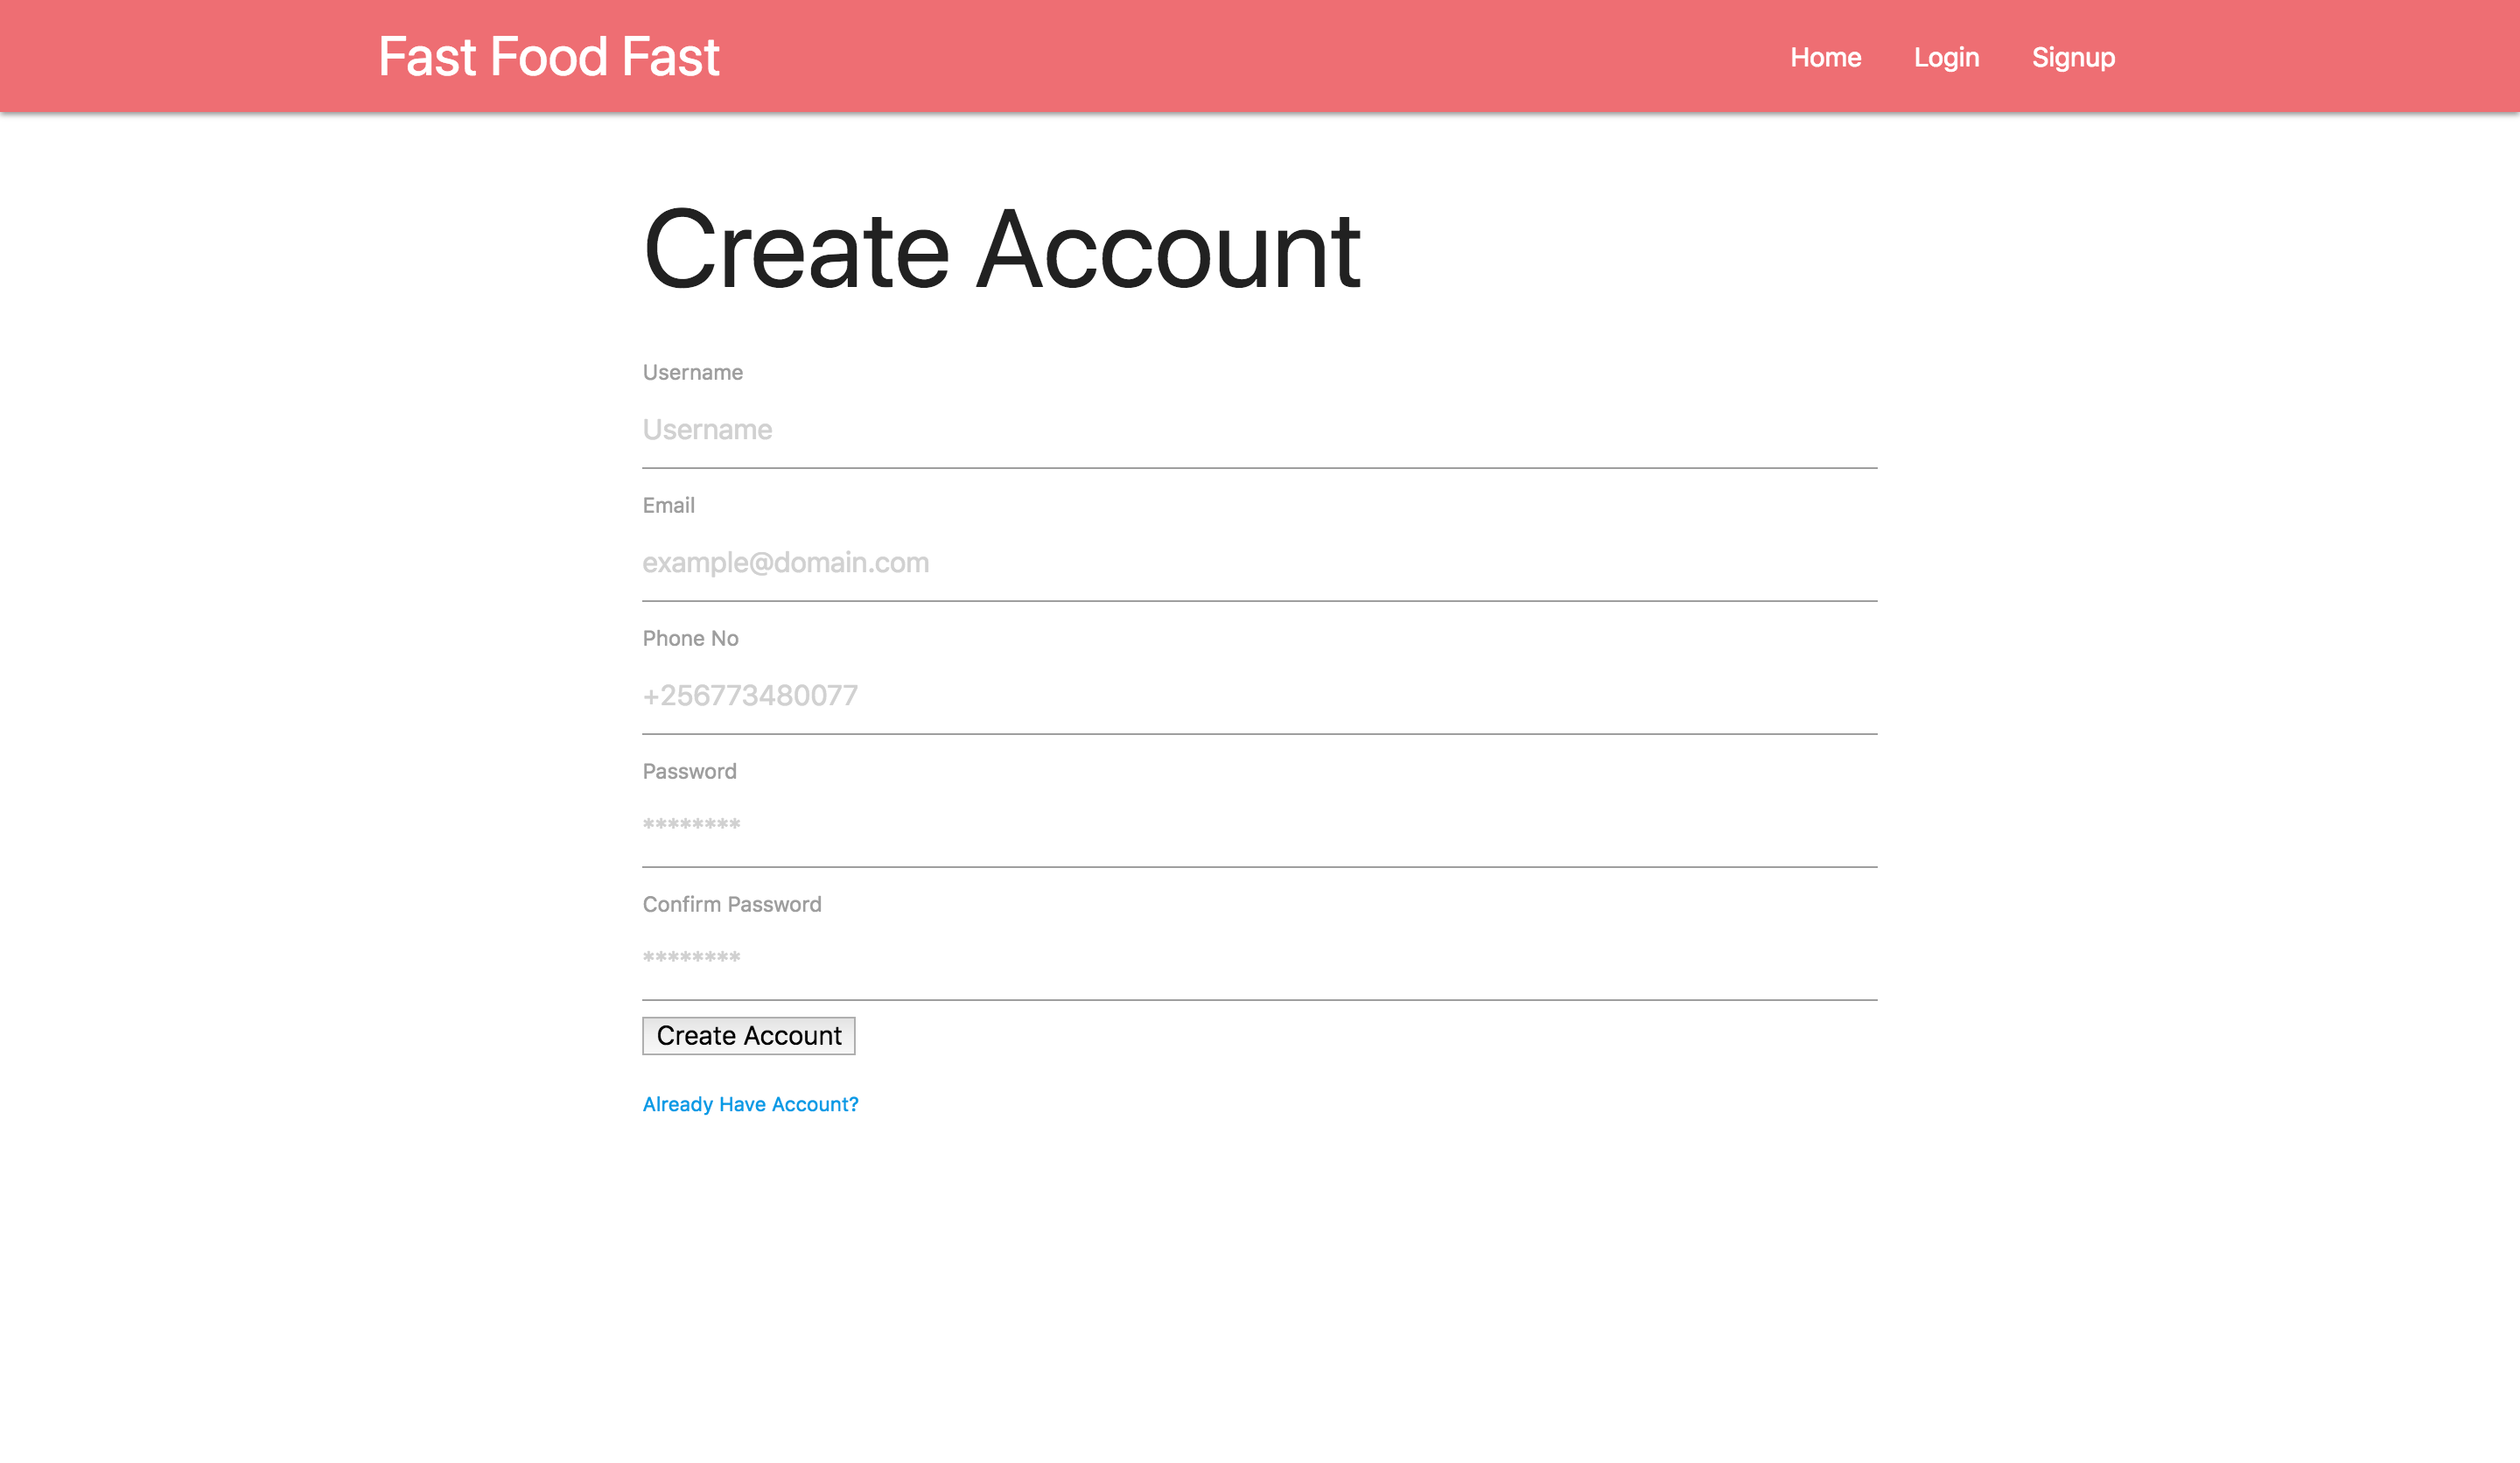 Fast Food Fast
Home Login Signup
Create Account
Username
Username
Email
example@domain.com
Phone No
+256773480077
Password
********
Confirm Password
********
Create Account
Already Have Account?